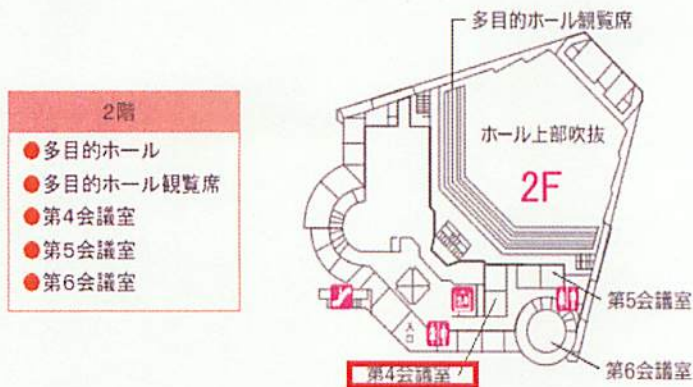 2階
多目的ホール
多目的ホール観覧席
第4会議室
第5会議室
第6会議室
多目的ホール観覧席
ホール上部吹抜
2F
第5会議室
入口
第4会議室
第6会議室